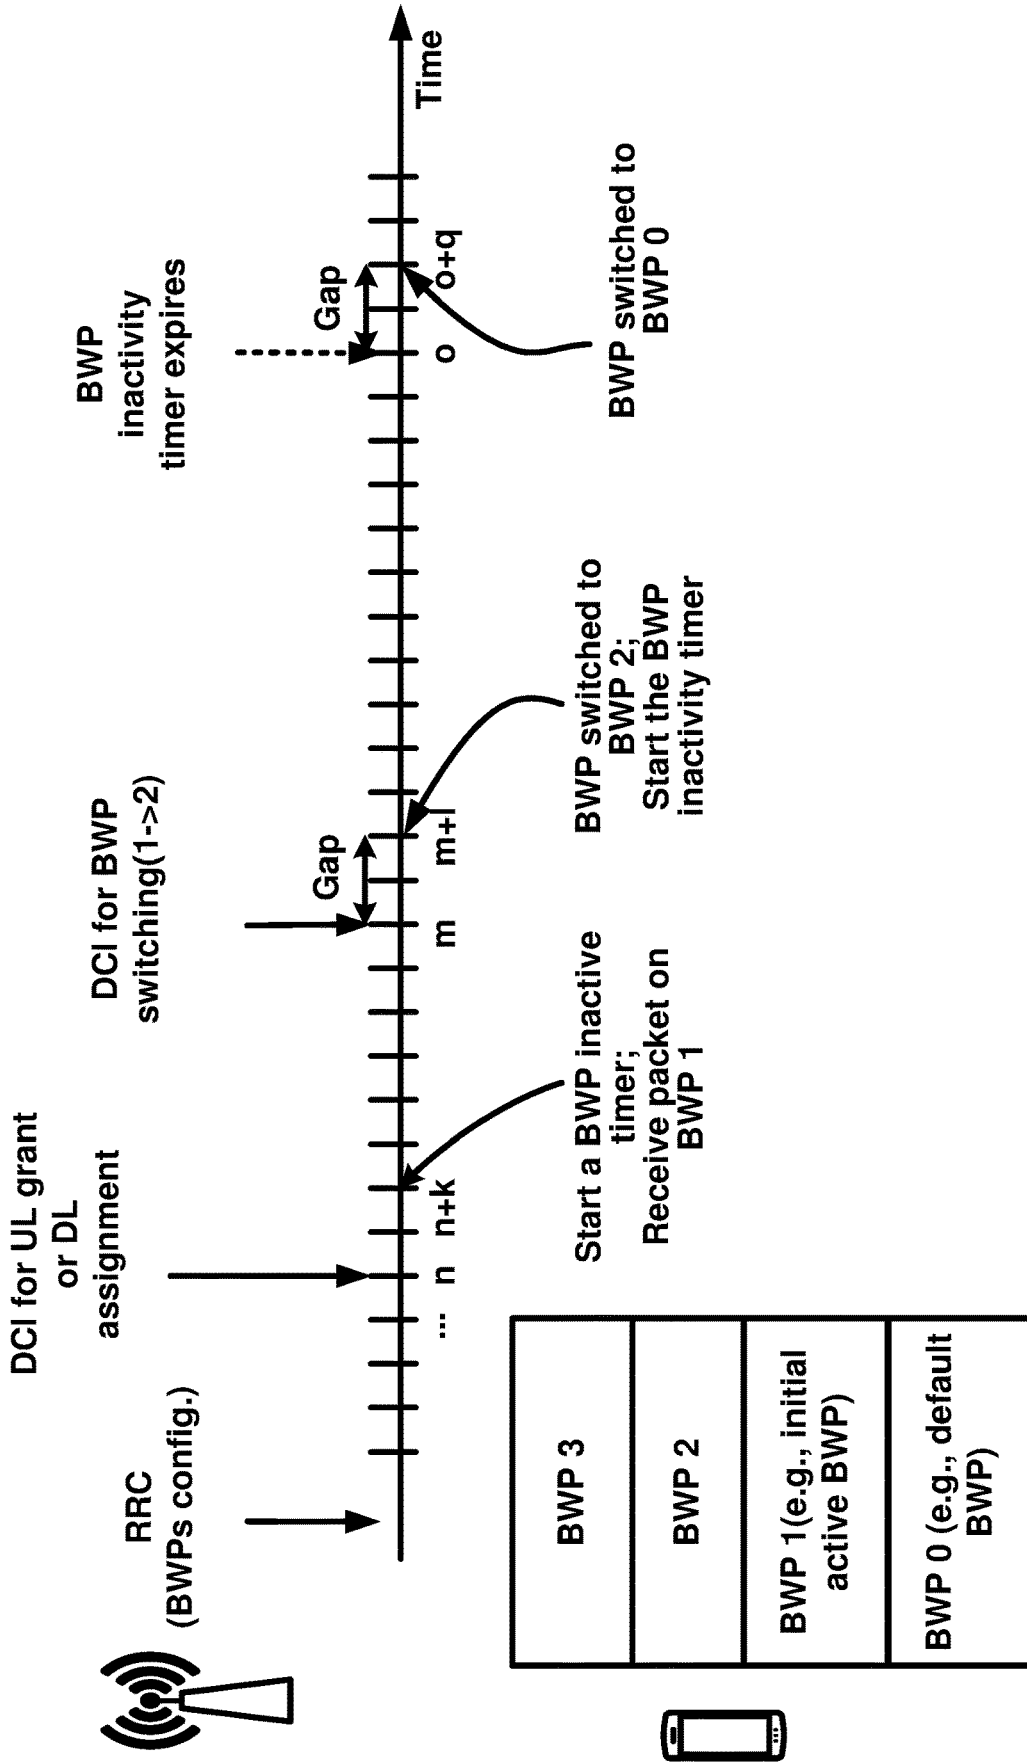 RRC
(BWPs config.)
DCI for UL grant
or DL
assignment
DCI for BWP
switching(1->2)
BWP
inactivity
timer expires
Gap
Gap
... n n+k m m+l o o+q
Time
Start a BWP inactive
timer;
Receive packet on
BWP 1
BWP switched to
BWP 2;
Start the BWP
inactivity timer
BWP switched to
BWP 0
BWP 3
BWP 2
BWP 1(e.g., initial
active BWP)
BWP 0 (e.g., default
BWP)